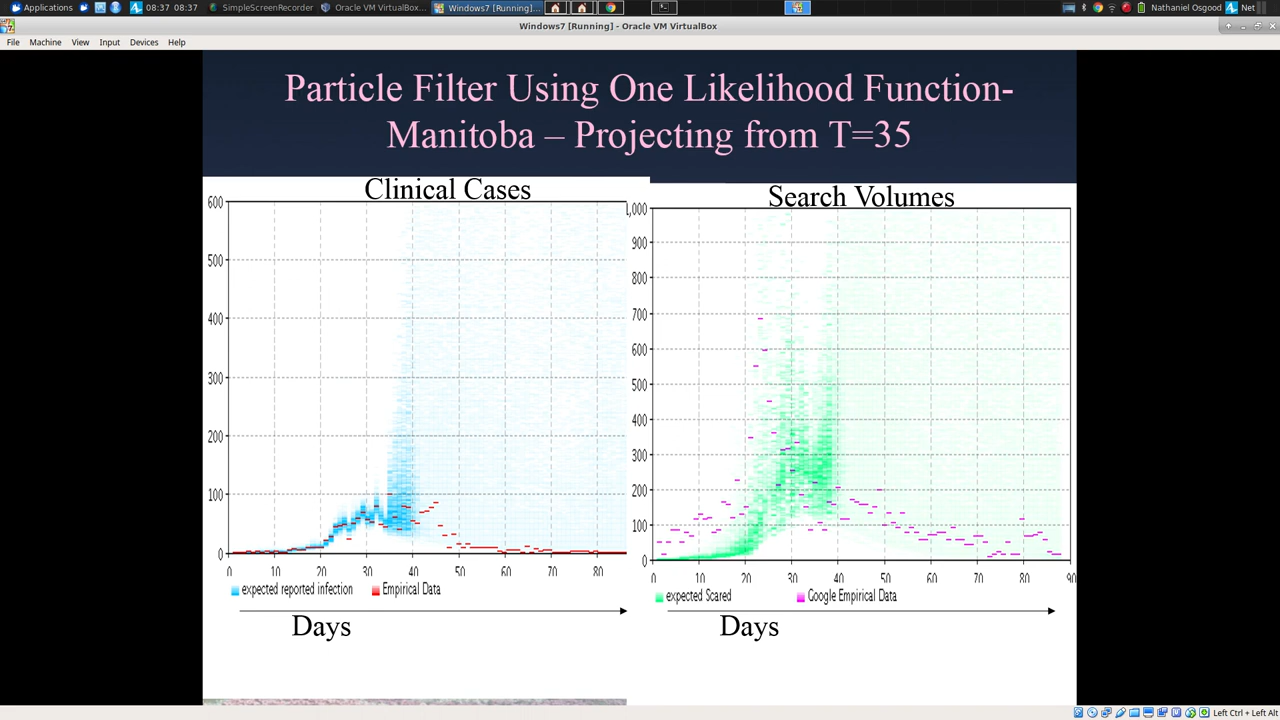 Applications
08:37 08:37
SimpleScreenRecorder
Oracle VM VirtualBox...
Windows7 [Running]...
Nathaniel Osgood
Net
Windows7 [Running] - Oracle VM VirtualBox
File Machine View Input Devices Help
Particle Filter Using One Likelihood Function-
Manitoba – Projecting from T=35
Clinical Cases
600
500
400
300
200
100
0
0 10 20 30 40 50 60 70 80
expected reported infection Empirical Data
Days
Search Volumes
1,000
900
800
700
600
500
400
300
200
100
0
0 10 20 30 40 50 60 70 80 90
expected Scared Google Empirical Data
Days
Left Ctrl + Left Alt